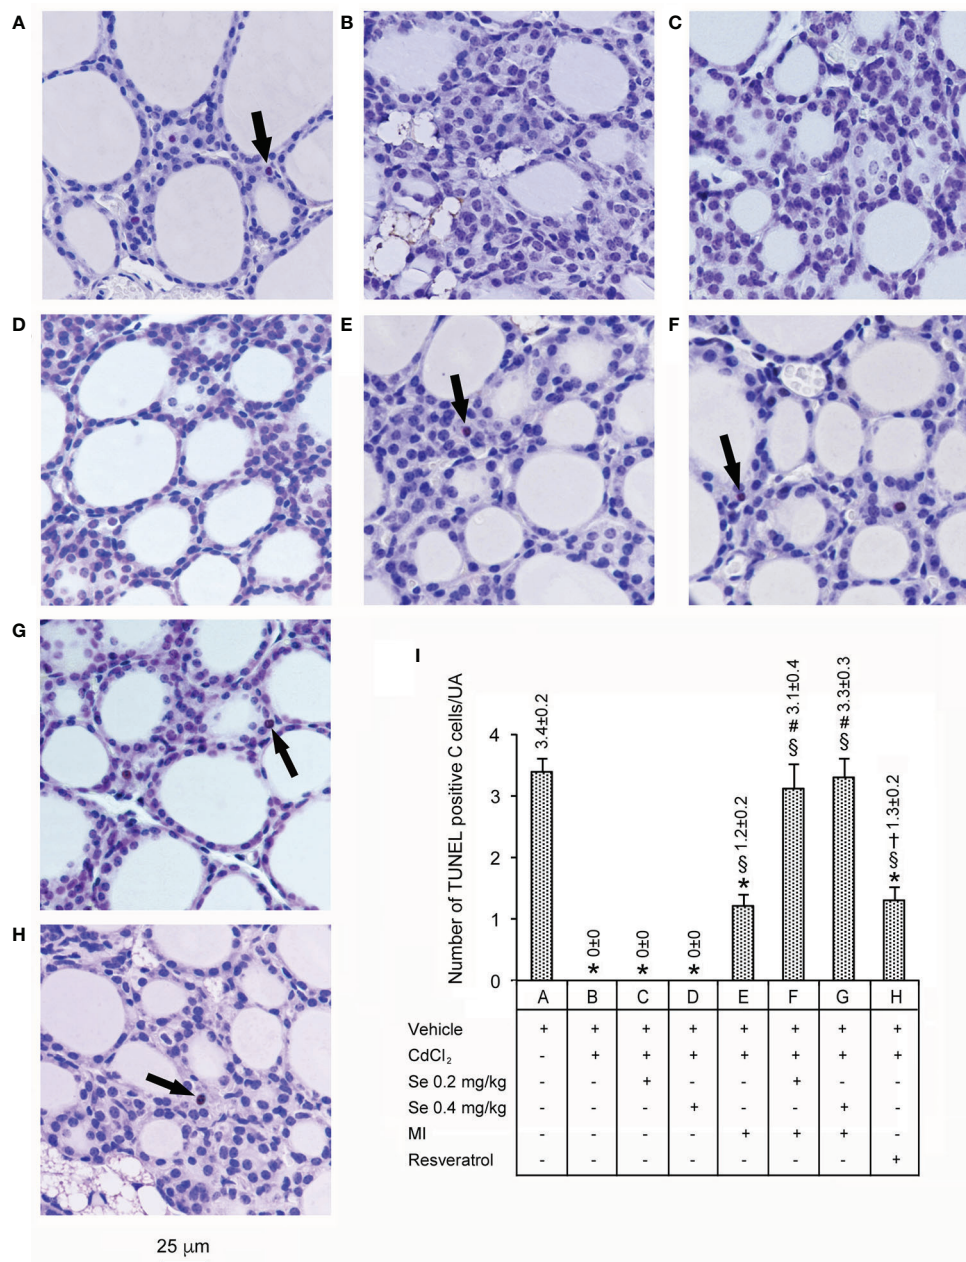 A
B
C
D
E
F
G
H
25 μm
I
Number of TUNEL positive C cells/UA
4
3
2
1
0
3.4±0.2
* 0±0
* 0±0
* 0±0
* § 1.2±0.2
§ # 3.1±0.4
§ # 3.3±0.3
* § † 1.3±0.2
A B C D E F G H
Vehicle + + + + + + + +
CdCl₂ - + + + + + + +
Se 0.2 mg/kg - - + - - + - -
Se 0.4 mg/kg - - - + - - + -
MI - - - - + + + -
Resveratrol - - - - - - - +